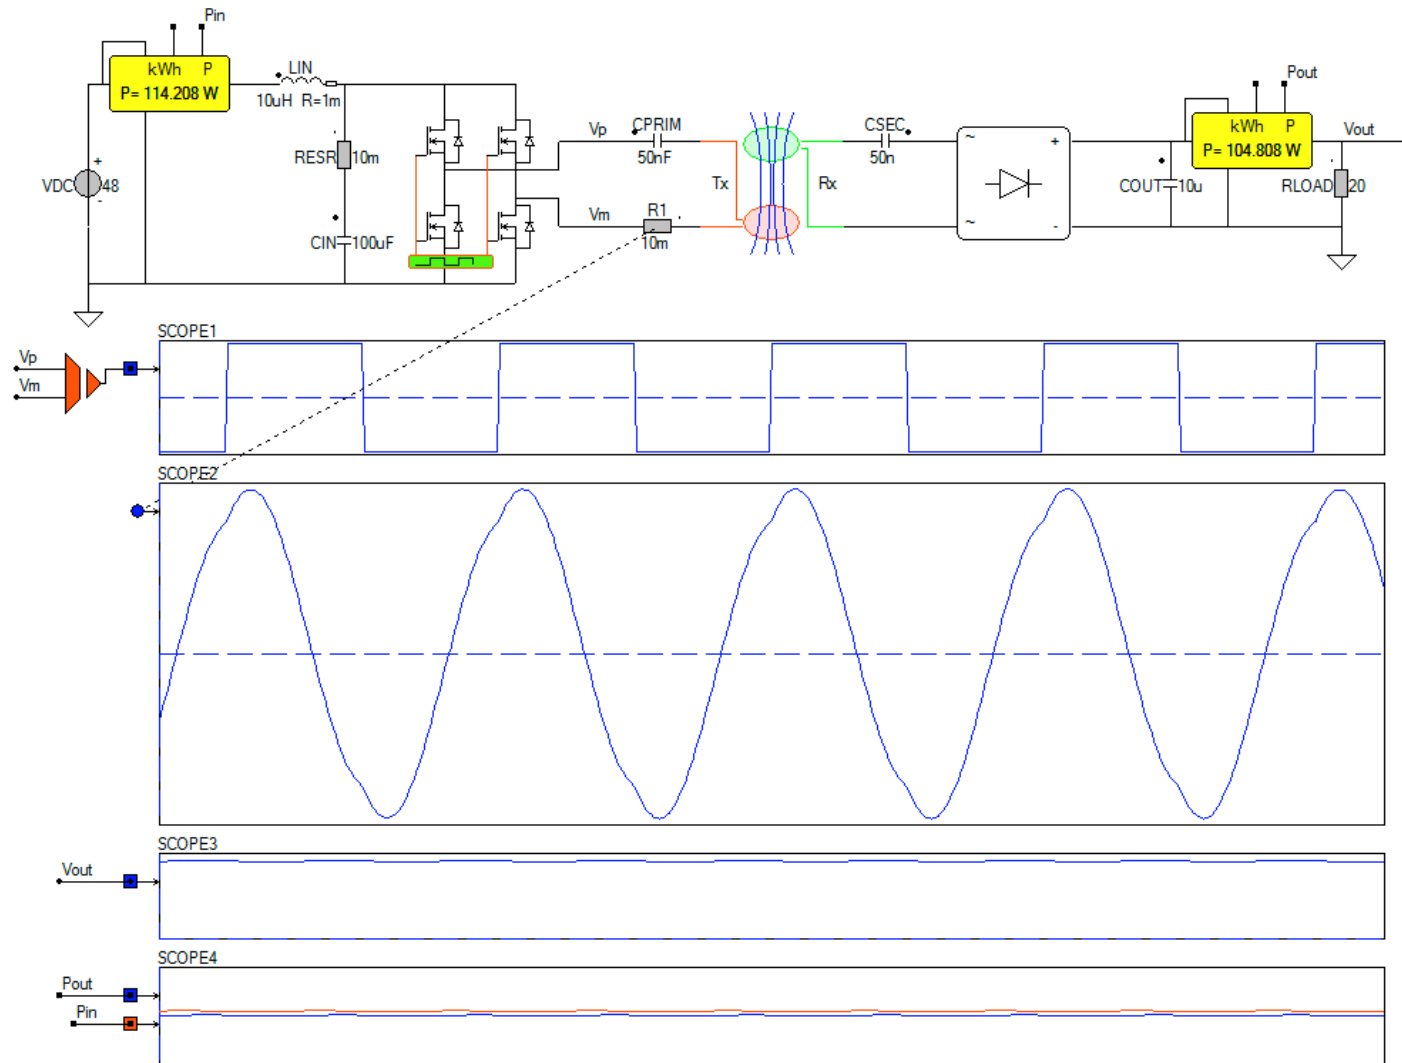 Pin
kWh P
P= 114.208 W
LIN
10uH R=1m
RESR 10m
VDC 48
+
-
CIN 100uF
Vp
CPRIM
50nF
Vm
R1
10m
Tx
Rx
CSEC
50n
~ +
~ -
Pout
kWh P
P= 104.808 W
Vout
COUT 10u
RLOAD 20
SCOPE1
Vp
Vm
SCOPE2
SCOPE3
Vout
SCOPE4
Pout
Pin